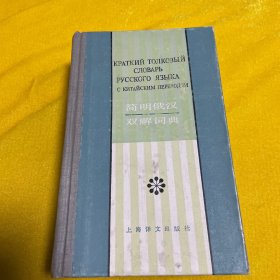 КРАТКИЙ ТОЛКОВЫЙ
СЛОВАРЬ
РУССКОГО ЯЗЫКА
С КИТАЙСКИМ ПЕРЕВОДОМ
简明俄汉
双解词典
上海译文出版社